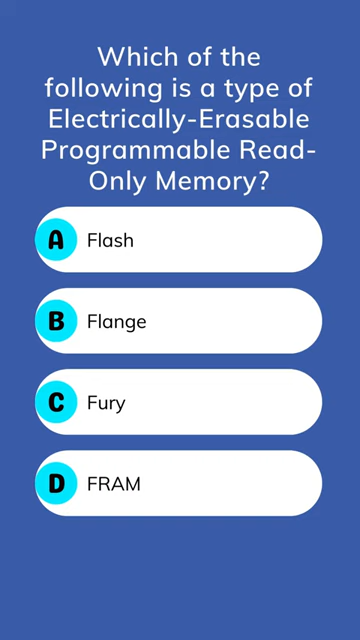 Which of the
following is a type of
Electrically-Erasable
Programmable Read-
Only Memory?
A Flash
B Flange
C Fury
D FRAM